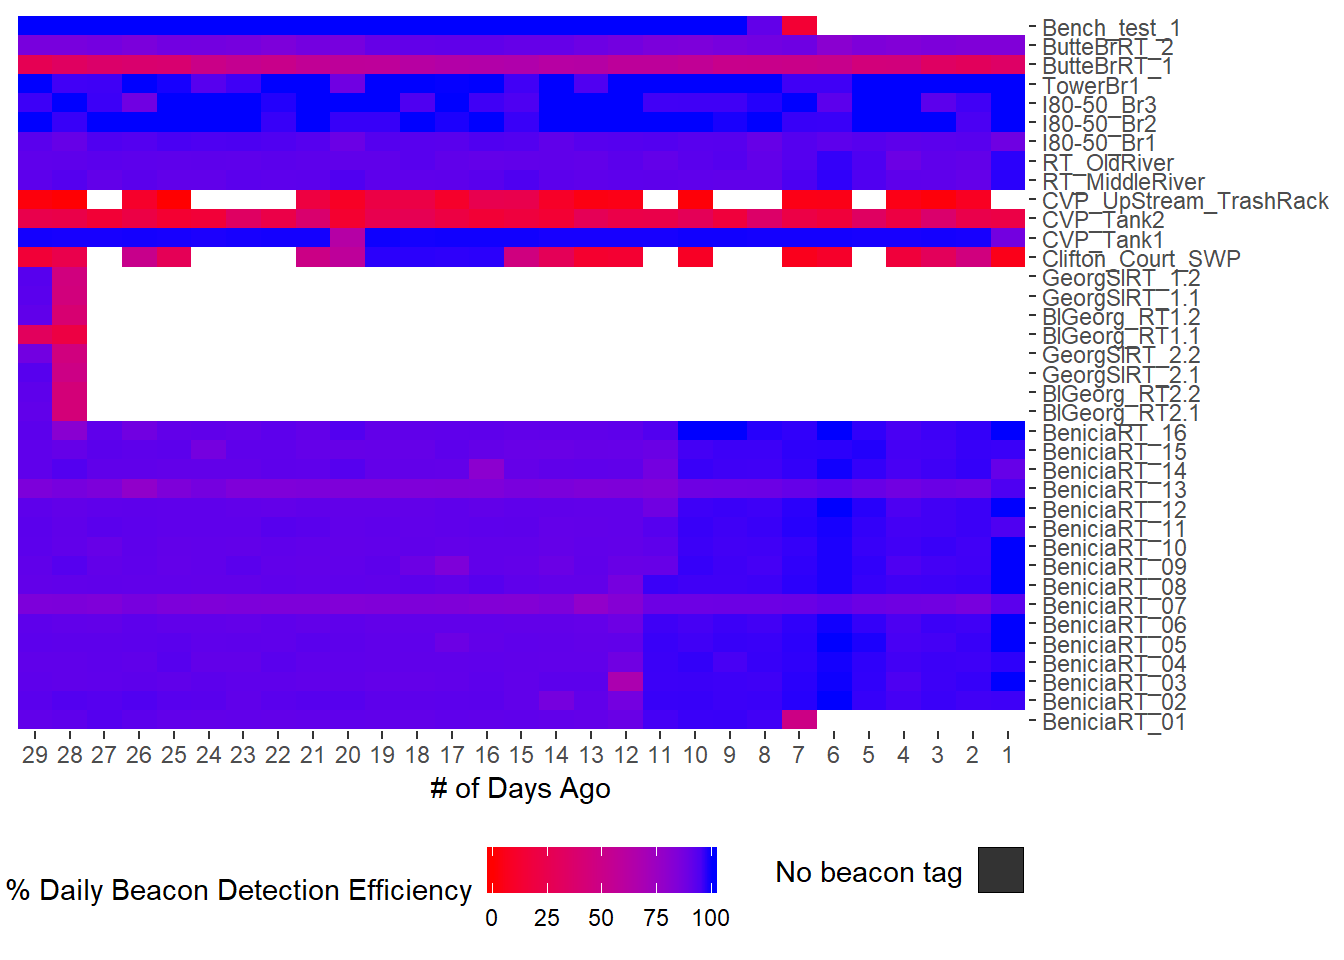 Bench_test_1
ButteBrRT_2
ButteBrRT_1
TowerBr1
I80-50_Br3
I80-50_Br2
I80-50_Br1
RT_OldRiver
RT_MiddleRiver
CVP_UpStream_TrashRack
CVP_Tank2
CVP_Tank1
Clifton_Court_SWP
GeorgSlRT_1.2
GeorgSlRT_1.1
BlGeorg_RT1.2
BlGeorg_RT1.1
GeorgSlRT_2.2
GeorgSlRT_2.1
BlGeorg_RT2.2
BlGeorg_RT2.1
BeniciaRT_16
BeniciaRT_15
BeniciaRT_14
BeniciaRT_13
BeniciaRT_12
BeniciaRT_11
BeniciaRT_10
BeniciaRT_09
BeniciaRT_08
BeniciaRT_07
BeniciaRT_06
BeniciaRT_05
BeniciaRT_04
BeniciaRT_03
BeniciaRT_02
BeniciaRT_01
29 28 27 26 25 24 23 22 21 20 19 18 17 16 15 14 13 12 11 10 9 8 7 6 5 4 3 2 1
# of Days Ago
% Daily Beacon Detection Efficiency
0 25 50 75 100
No beacon tag